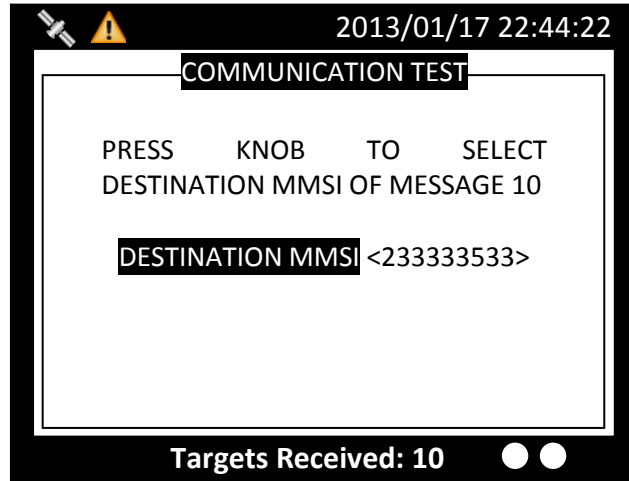 2013/01/17 22:44:22
COMMUNICATION TEST
PRESS KNOB TO SELECT
DESTINATION MMSI OF MESSAGE 10
DESTINATION MMSI <233333533>
Targets Received: 10